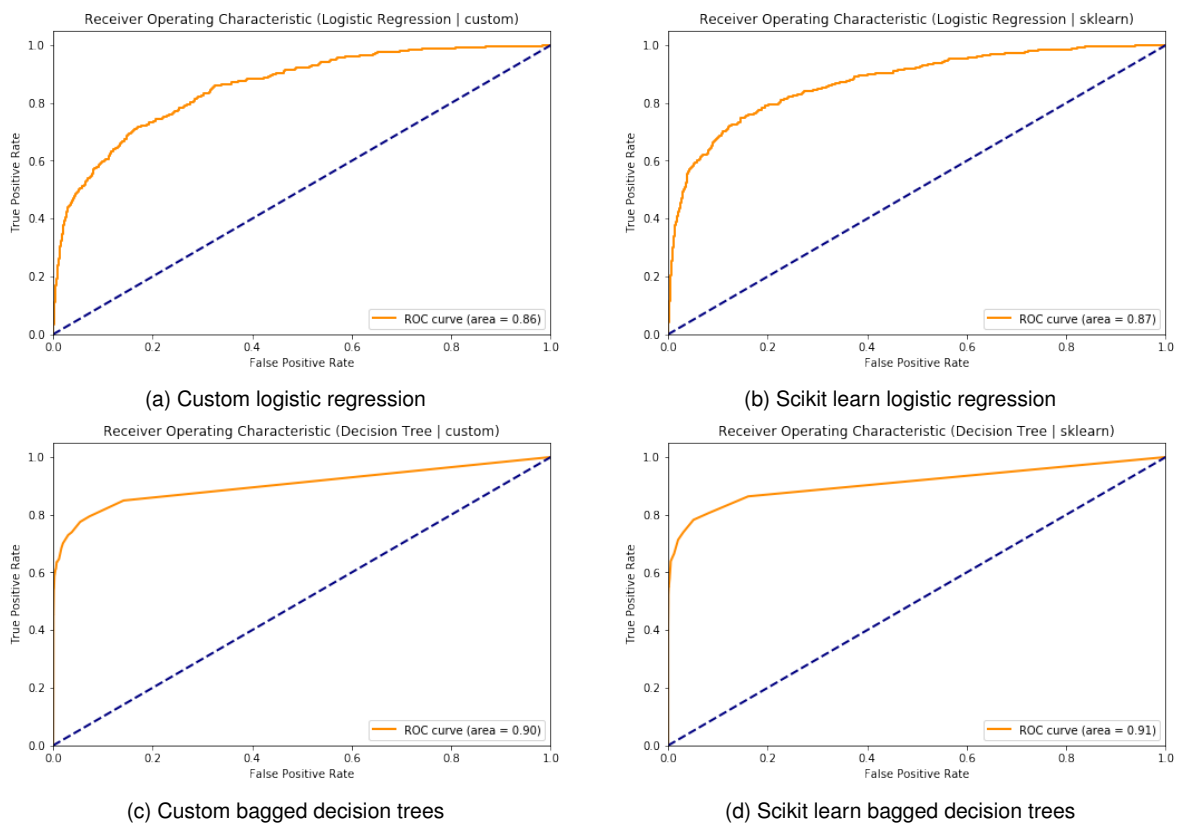 Receiver Operating Characteristic (Logistic Regression | custom)
True Positive Rate
1.0
0.8
0.6
0.4
0.2
0.0
0.0 0.2 0.4 0.6 0.8 1.0
False Positive Rate
ROC curve (area = 0.86)
(a) Custom logistic regression
Receiver Operating Characteristic (Logistic Regression | sklearn)
True Positive Rate
1.0
0.8
0.6
0.4
0.2
0.0
0.0 0.2 0.4 0.6 0.8 1.0
False Positive Rate
ROC curve (area = 0.87)
(b) Scikit learn logistic regression
Receiver Operating Characteristic (Decision Tree | custom)
True Positive Rate
1.0
0.8
0.6
0.4
0.2
0.0
0.0 0.2 0.4 0.6 0.8 1.0
False Positive Rate
ROC curve (area = 0.90)
(c) Custom bagged decision trees
Receiver Operating Characteristic (Decision Tree | sklearn)
True Positive Rate
1.0
0.8
0.6
0.4
0.2
0.0
0.0 0.2 0.4 0.6 0.8 1.0
False Positive Rate
ROC curve (area = 0.91)
(d) Scikit learn bagged decision trees